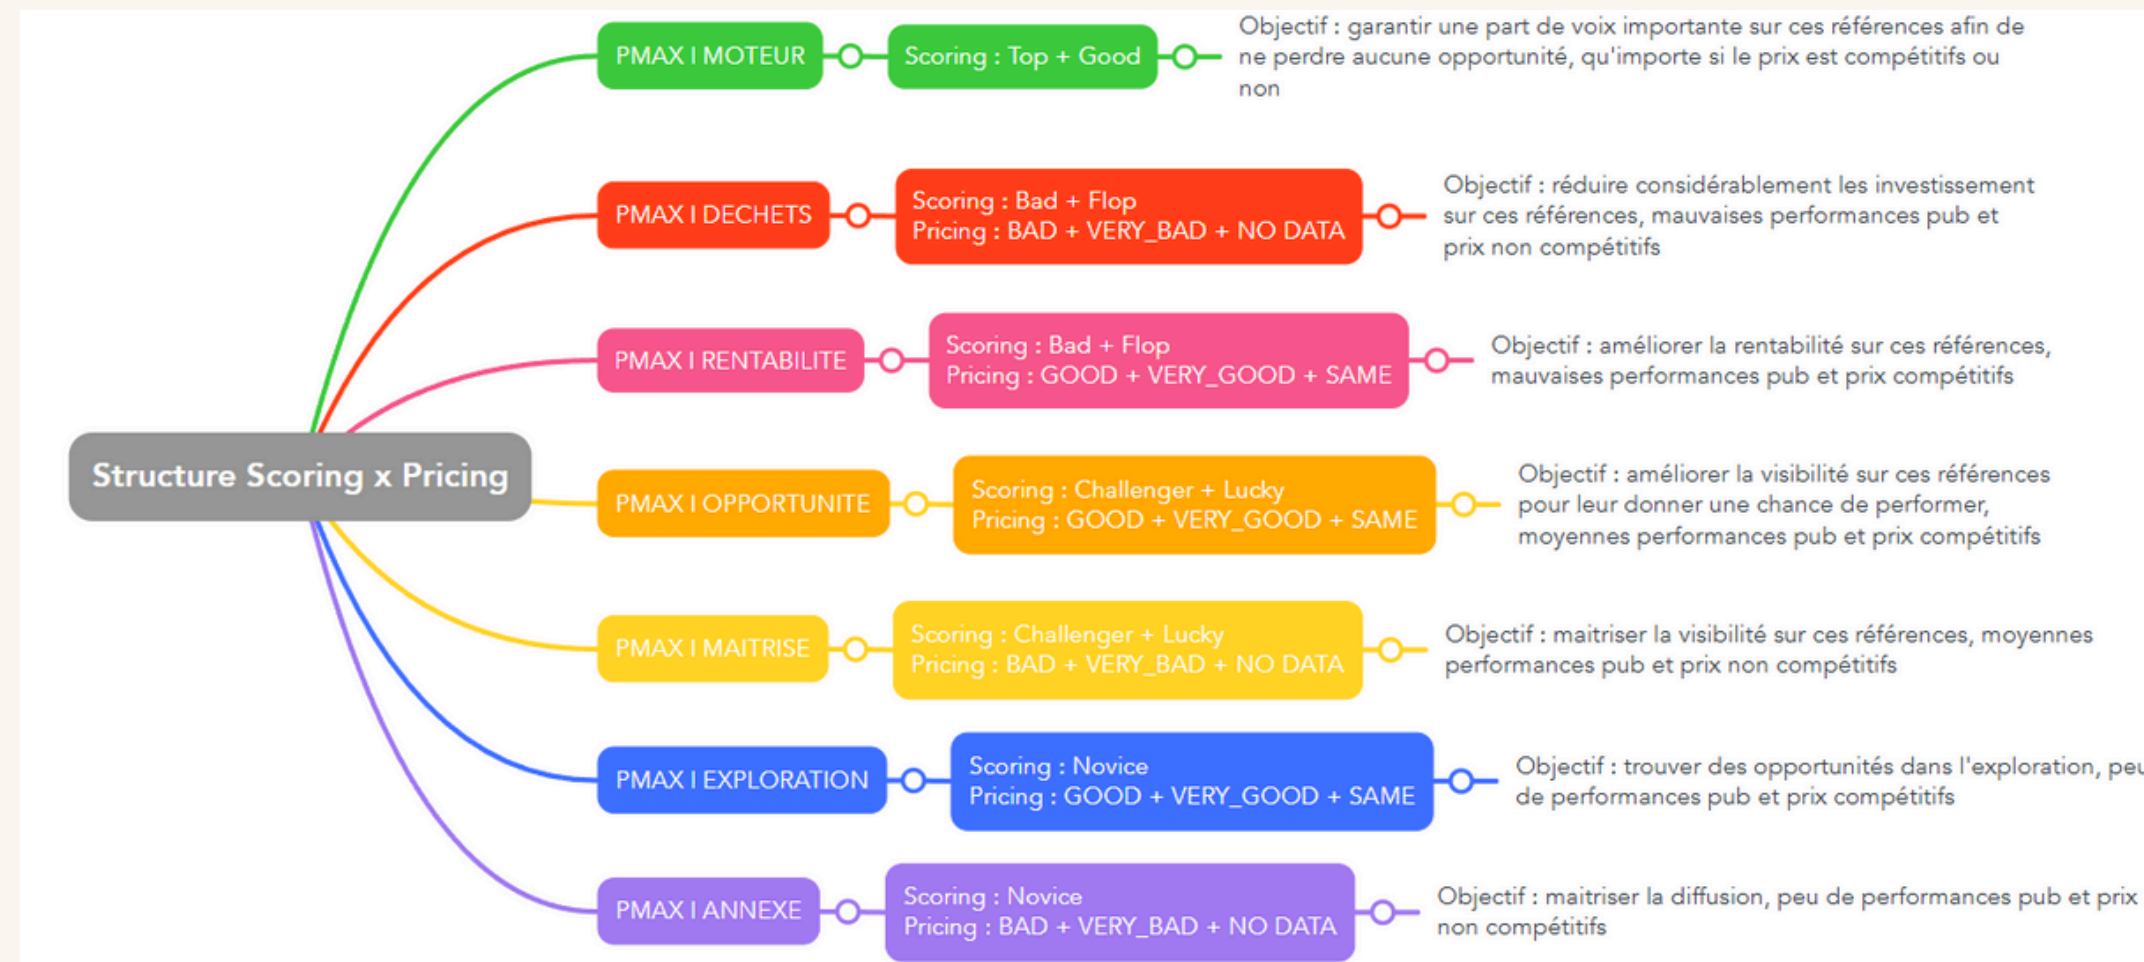 Structure Scoring x Pricing
PMAX I MOTEUR
Scoring : Top + Good
Objectif : garantir une part de voix importante sur ces références afin de
ne perdre aucune opportunité, qu'importe si le prix est compétitifs ou
non
PMAX I DECHETS
Scoring : Bad + Flop
Pricing : BAD + VERY_BAD + NO DATA
Objectif : réduire considérablement les investissement
sur ces références, mauvaises performances pub et
prix non compétitifs
PMAX I RENTABILITE
Scoring : Bad + Flop
Pricing : GOOD + VERY_GOOD + SAME
Objectif : améliorer la rentabilité sur ces références,
mauvaises performances pub et prix compétitifs
PMAX I OPPORTUNITE
Scoring : Challenger + Lucky
Pricing : GOOD + VERY_GOOD + SAME
Objectif : améliorer la visibilité sur ces références
pour leur donner une chance de performer,
moyennes performances pub et prix compétitifs
PMAX I MAITRISE
Scoring : Challenger + Lucky
Pricing : BAD + VERY_BAD + NO DATA
Objectif : maitriser la visibilité sur ces références, moyennes
performances pub et prix non compétitifs
PMAX I EXPLORATION
Scoring : Novice
Pricing : GOOD + VERY_GOOD + SAME
Objectif : trouver des opportunités dans l'exploration, peu
de performances pub et prix compétitifs
PMAX I ANNEXE
Scoring : Novice
Pricing : BAD + VERY_BAD + NO DATA
Objectif : maitriser la diffusion, peu de performances pub et prix
non compétitifs